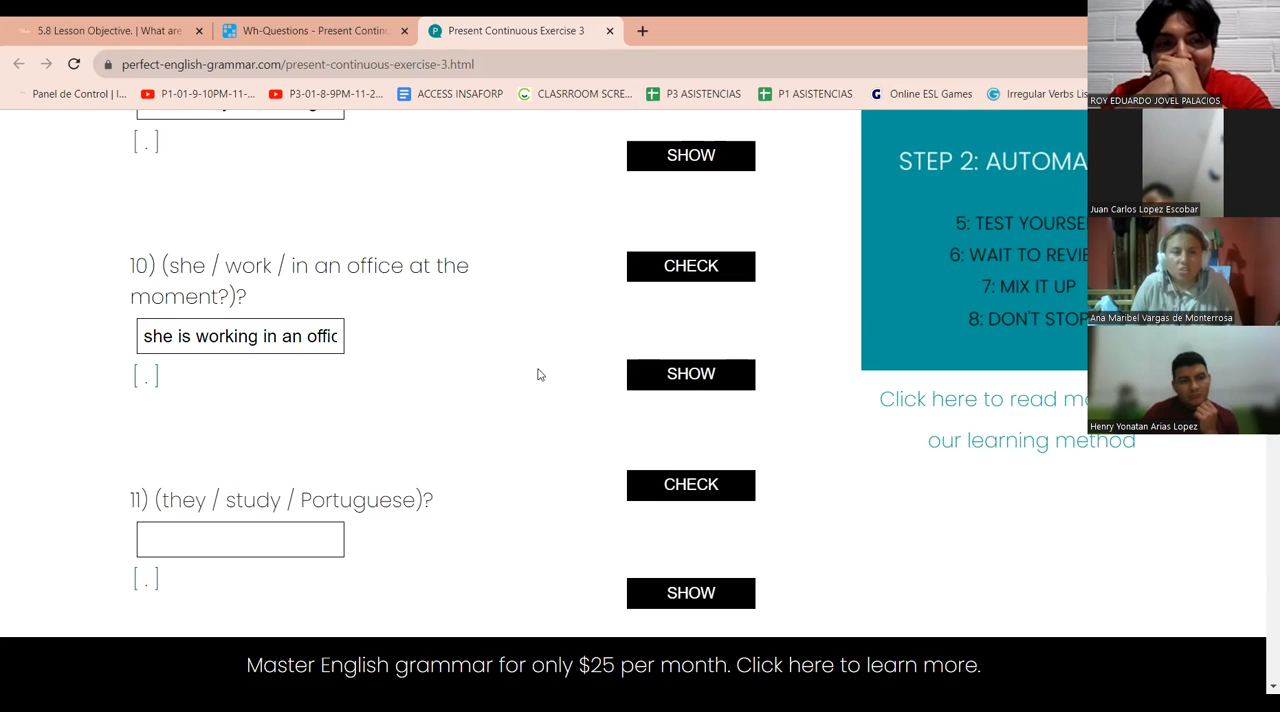 5.8 Lesson Objective. | What are
Wh-Questions - Present Contin
Present Continuous Exercise 3
perfect-english-grammar.com/present-continuous-exercise-3.html
Panel de Control | I...
P1-01-9-10PM-11-...
P3-01-8-9PM-11-2...
ACCESS INSAFORP
CLASRROOM SCRE...
P3 ASISTENCIAS
P1 ASISTENCIAS
Online ESL Games
Irregular Verbs Lis
ROY EDUARDO JOVEL PALACIOS
[ . ]
SHOW
STEP 2: AUTOMA
Juan Carlos Lopez Escobar
5: TEST YOURSE
6: WAIT TO REVIE
7: MIX IT UP
8: DON'T STOP
Ana Maribel Vargas de Monterrosa
10) (she / work / in an office at the
moment?)?
CHECK
she is working in an offic
[ . ]
SHOW
Click here to read mo
our learning method
Henry Yonatan Arias Lopez
11) (they / study / Portuguese)?
CHECK
[ . ]
SHOW
Master English grammar for only $25 per month. Click here to learn more.